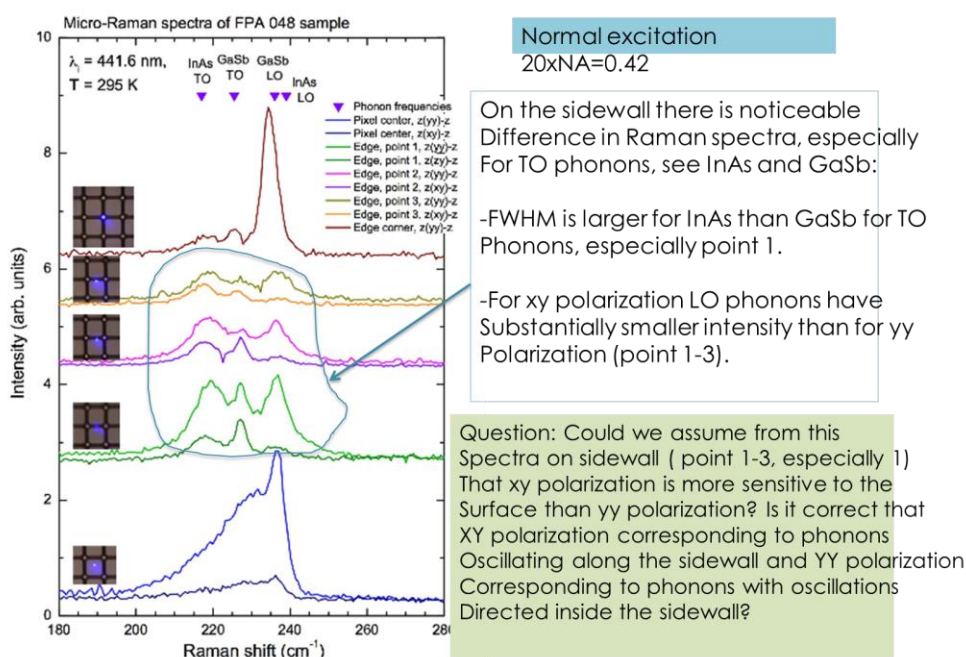 Micro-Raman spectra of FPA 048 sample
λi = 441.6 nm,
T = 295 K
InAs
TO
GaSb
TO
GaSb
LO
InAs
LO
Phonon frequencies
Pixel center, z(yy)-z
Pixel center, z(xy)-z
Edge, point 1, z(yy)-z
Edge, point 1, z(zy)-z
Edge, point 2, z(yy)-z
Edge, point 2, z(xy)-z
Edge, point 3, z(yy)-z
Edge, point 3, z(xy)-z
Edge corner, z(yy)-z
Intensity (arb. units)
10
8
6
4
2
0
180
200
220
240
260
280
Raman shift (cm-1)
Normal excitation
20xNA=0.42
On the sidewall there is noticeable
Difference in Raman spectra, especially
For TO phonons, see InAs and GaSb:
-FWHM is larger for InAs than GaSb for TO
Phonons, especially point 1.
-For xy polarization LO phonons have
Substantially smaller intensity than for yy
Polarization (point 1-3).
Question: Could we assume from this
Spectra on sidewall ( point 1-3, especially 1)
That xy polarization is more sensitive to the
Surface than yy polarization? Is it correct that
XY polarization corresponding to phonons
Oscillating along the sidewall and YY polarization
Corresponding to phonons with oscillations
Directed inside the sidewall?